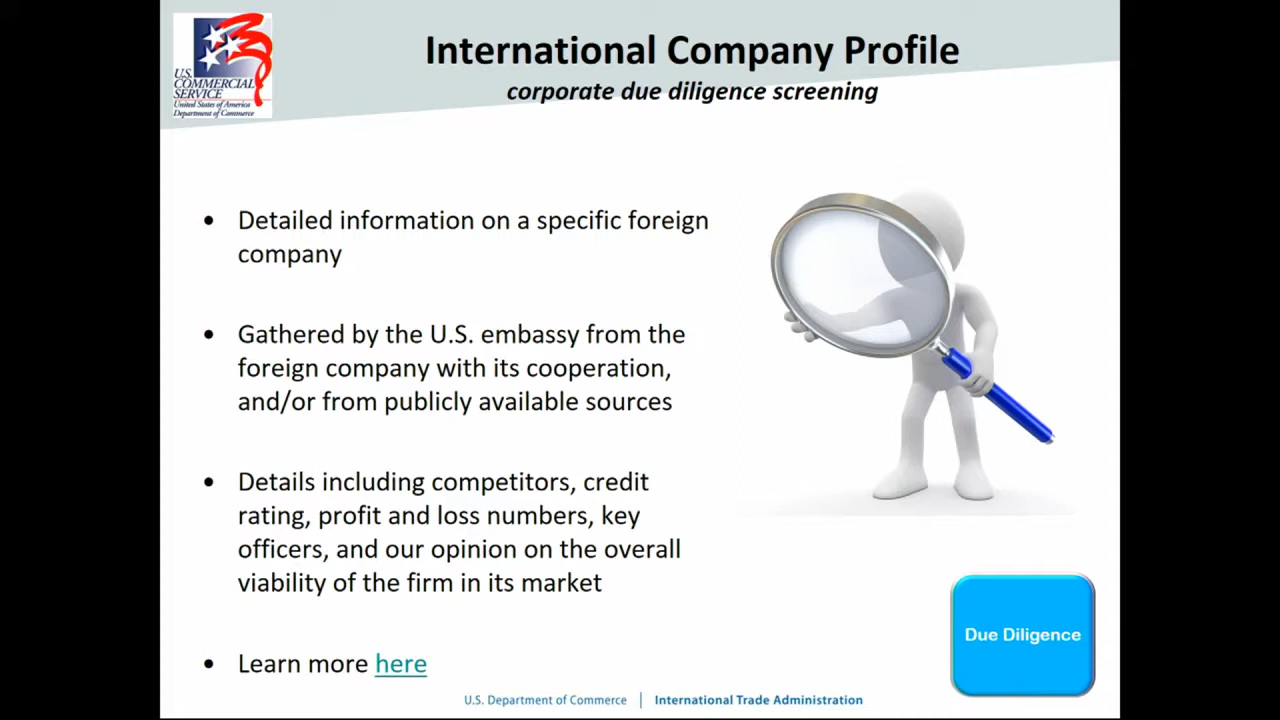 U.S.
COMMERCIAL
SERVICE
United States of America
Department of Commerce
International Company Profile
corporate due diligence screening
• Detailed information on a specific foreign
company
• Gathered by the U.S. embassy from the
foreign company with its cooperation,
and/or from publicly available sources
• Details including competitors, credit
rating, profit and loss numbers, key
officers, and our opinion on the overall
viability of the firm in its market
• Learn more here
Due Diligence
U.S. Department of Commerce | International Trade Administration